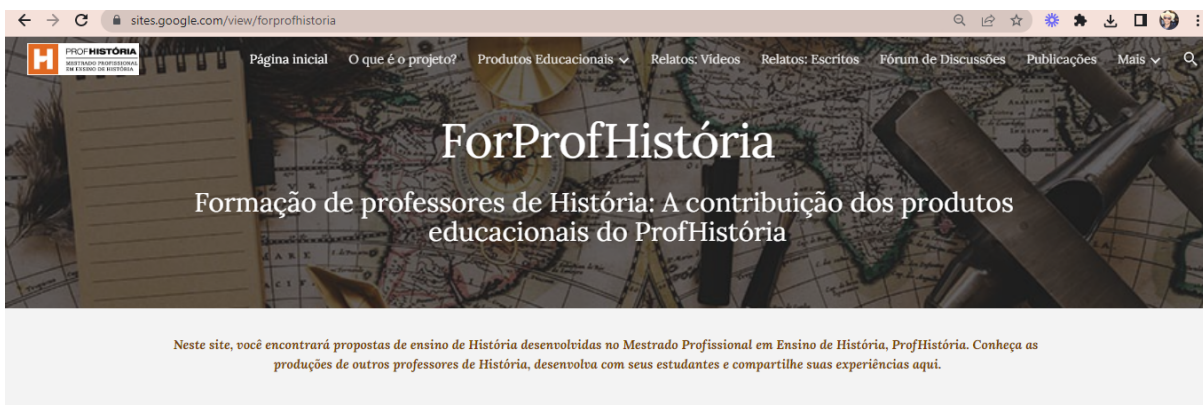 sites.google.com/view/forprofhistoria
PROFHISTÓRIA
MESTRADO PROFISSIONAL
EM ENSINO DE HISTÓRIA
Página inicial O que é o projeto? Produtos Educacionais Relatos: Vídeos Relatos: Escritos Fórum de Discussões Publicações Mais
ForProfHistória
Formação de professores de História: A contribuição dos produtos
educacionais do ProfHistória
Neste site, você encontrará propostas de ensino de História desenvolvidas no Mestrado Profissional em Ensino de História, ProfHistória. Conheça as
produções de outros professores de História, desenvolva com seus estudantes e compartilhe suas experiências aqui.